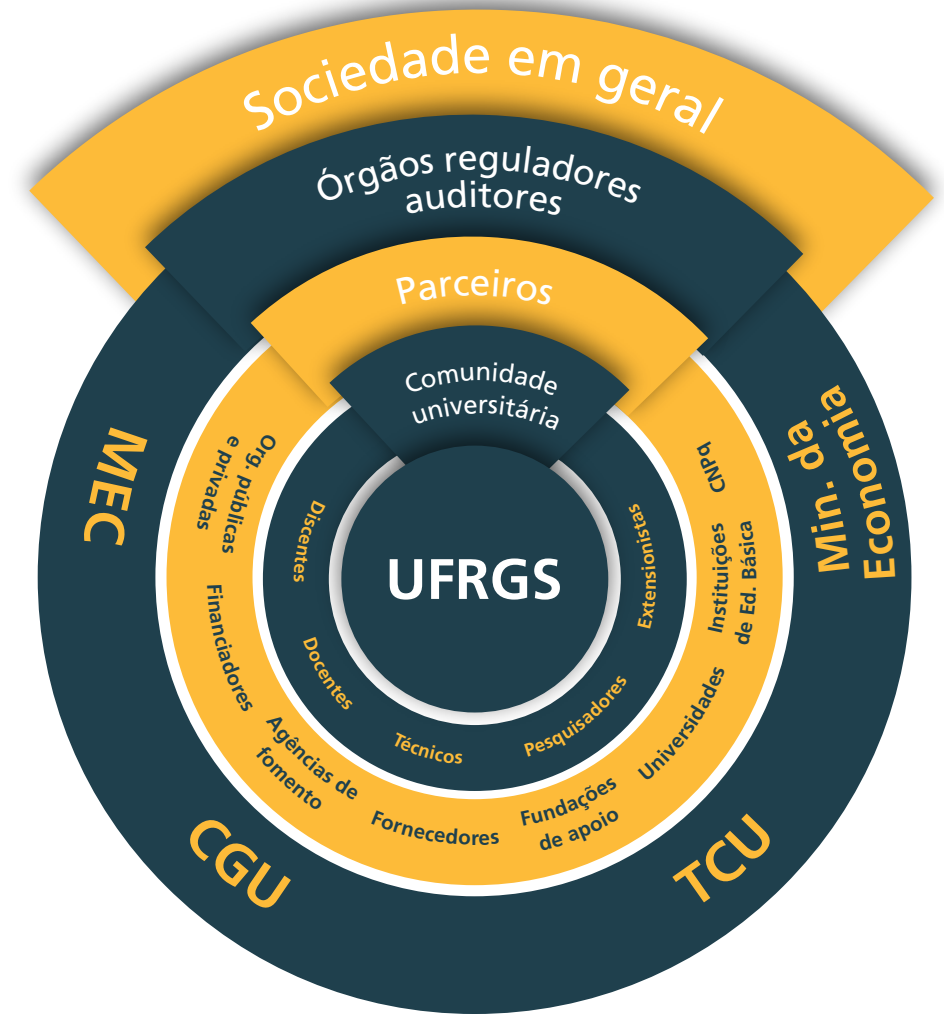 Sociedade em geral
Órgãos reguladores
auditores
Parceiros
Comunidade
universitária
UFRGS
MEC
CGU
TCU
Min. da
Economia
Org. públicas
e privadas
Financiadores
Agências de
fomento
Fornecedores
Fundações
de apoio
Universidades
Instituições
de Ed. Básica
CNPq
Discentes
Docentes
Técnicos
Pesquisadores
Extensionistas